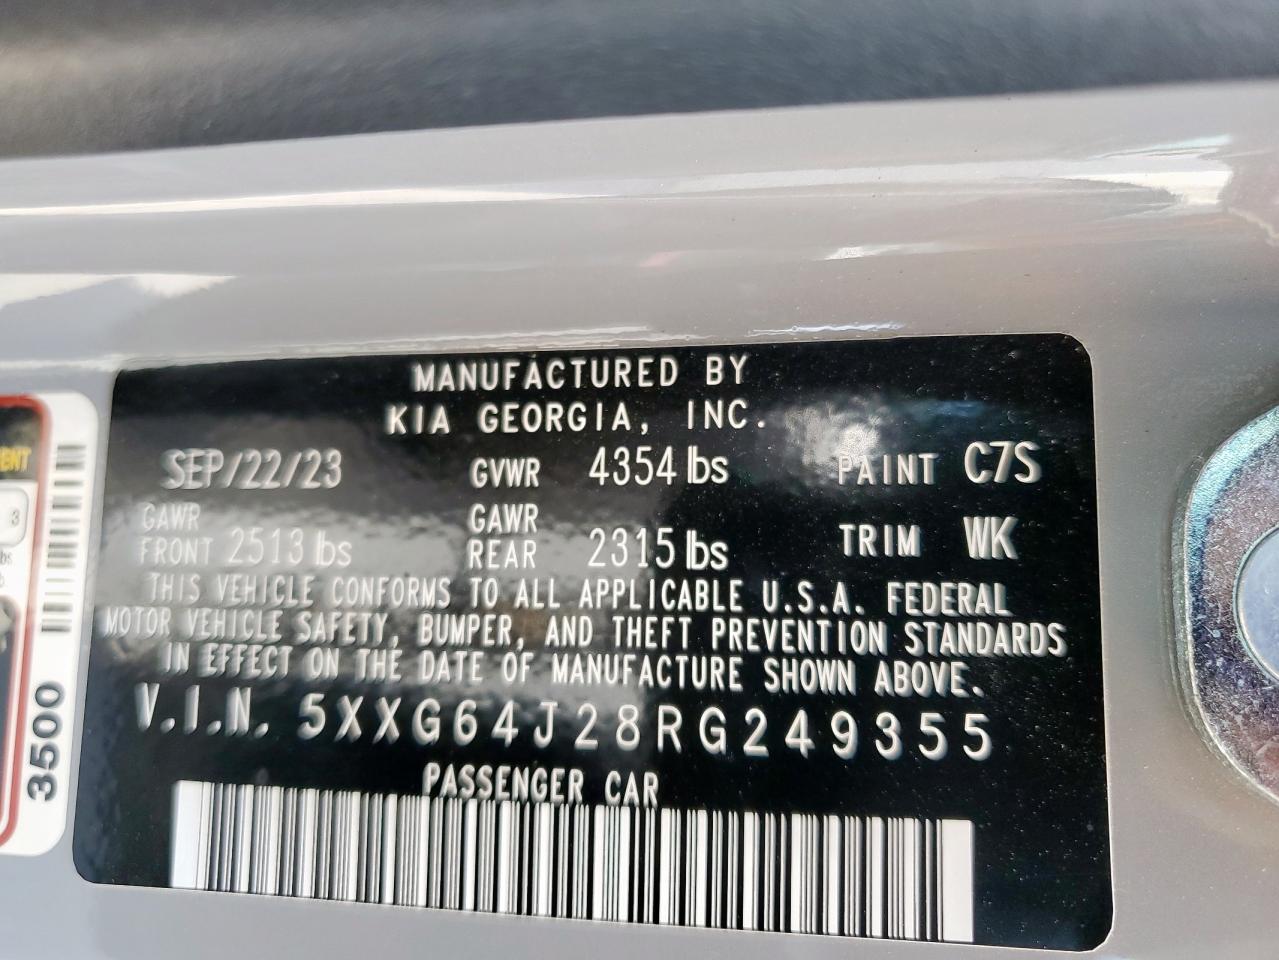 MANUFACTURED BY
KIA GEORGIA, INC.
SEP/22/23 GVWR 4354 lbs PAINT C7S
GAWR FRONT 2513 lbs GAWR REAR 2315 lbs TRIM WK
THIS VEHICLE CONFORMS TO ALL APPLICABLE U.S.A. FEDERAL
MOTOR VEHICLE SAFETY, BUMPER, AND THEFT PREVENTION STANDARDS
IN EFFECT ON THE DATE OF MANUFACTURE SHOWN ABOVE.
V.I.N. 5XXG64J28RG249355
PASSENGER CAR
3500
3